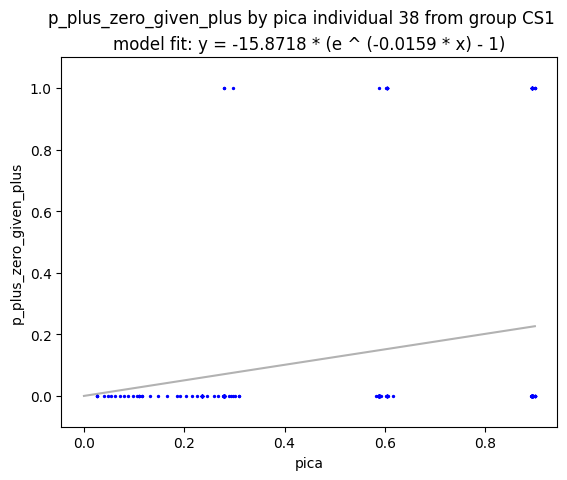 p_plus_zero_given_plus by pica individual 38 from group CS1
model fit: y = -15.8718 * (e ^ (-0.0159 * x) - 1)
p_plus_zero_given_plus
1.0
0.8
0.6
0.4
0.2
0.0
0.0 0.2 0.4 0.6 0.8
pica